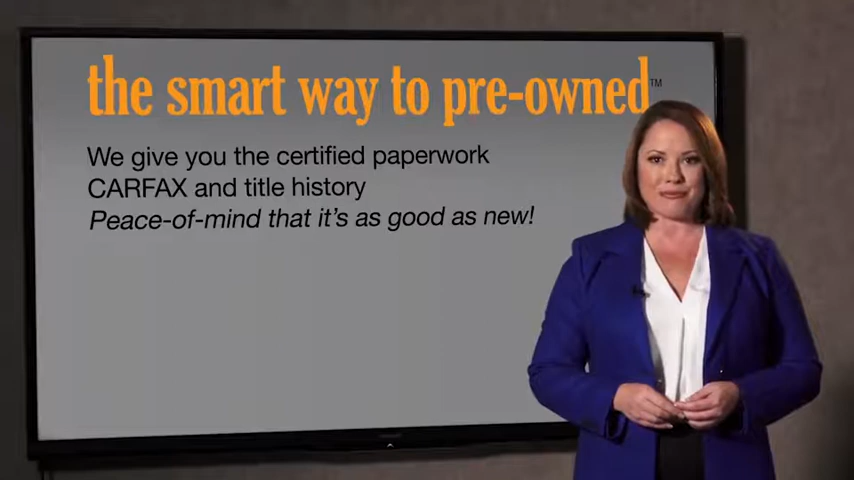 the smart way to pre-owned™
We give you the certified paperwork
CARFAX and title history
Peace-of-mind that it's as good as new!